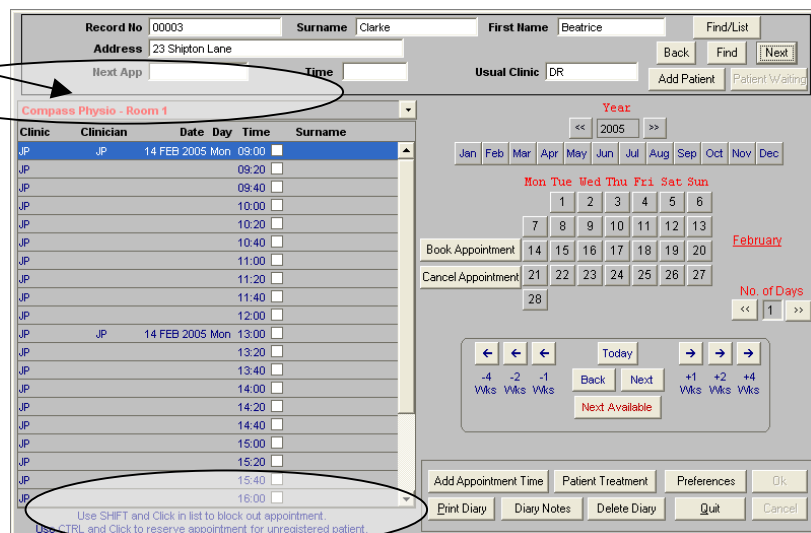 Record No 00003 Surname Clarke First Name Beatrice Find/List
Address 23 Shipton Lane Back Find Next
Next App Time Usual Clinic DR Add Patient Patient Waiting
Compass Physio - Room 1
Clinic Clinician Date Day Time Surname
JP JP 14 FEB 2005 Mon 09:00
JP 09:20
JP 09:40
JP 10:00
JP 10:20
JP 10:40
JP 11:00
JP 11:20
JP 11:40
JP 12:00
JP JP 14 FEB 2005 Mon 13:00
JP 13:20
JP 13:40
JP 14:00
JP 14:20
JP 14:40
JP 15:00
JP 15:20
JP 15:40
JP 16:00
Use SHIFT and Click in list to block out appointment.
Use CTRL and Click to reserve appointment for unregistered patient.
Year
<< 2005 >>
Jan Feb Mar Apr May Jun Jul Aug Sep Oct Nov Dec
Mon Tue Wed Thu Fri Sat Sun
1 2 3 4 5 6
7 8 9 10 11 12 13
Book Appointment 14 15 16 17 18 19 20 February
Cancel Appointment 21 22 23 24 25 26 27
28
No. of Days
<< 1 >>
Today
-4 Wks -2 Wks -1 Wks Back Next +1 Wks +2 Wks +4 Wks
Next Available
Add Appointment Time Patient Treatment Preferences Ok
Print Diary Diary Notes Delete Diary Quit Cancel